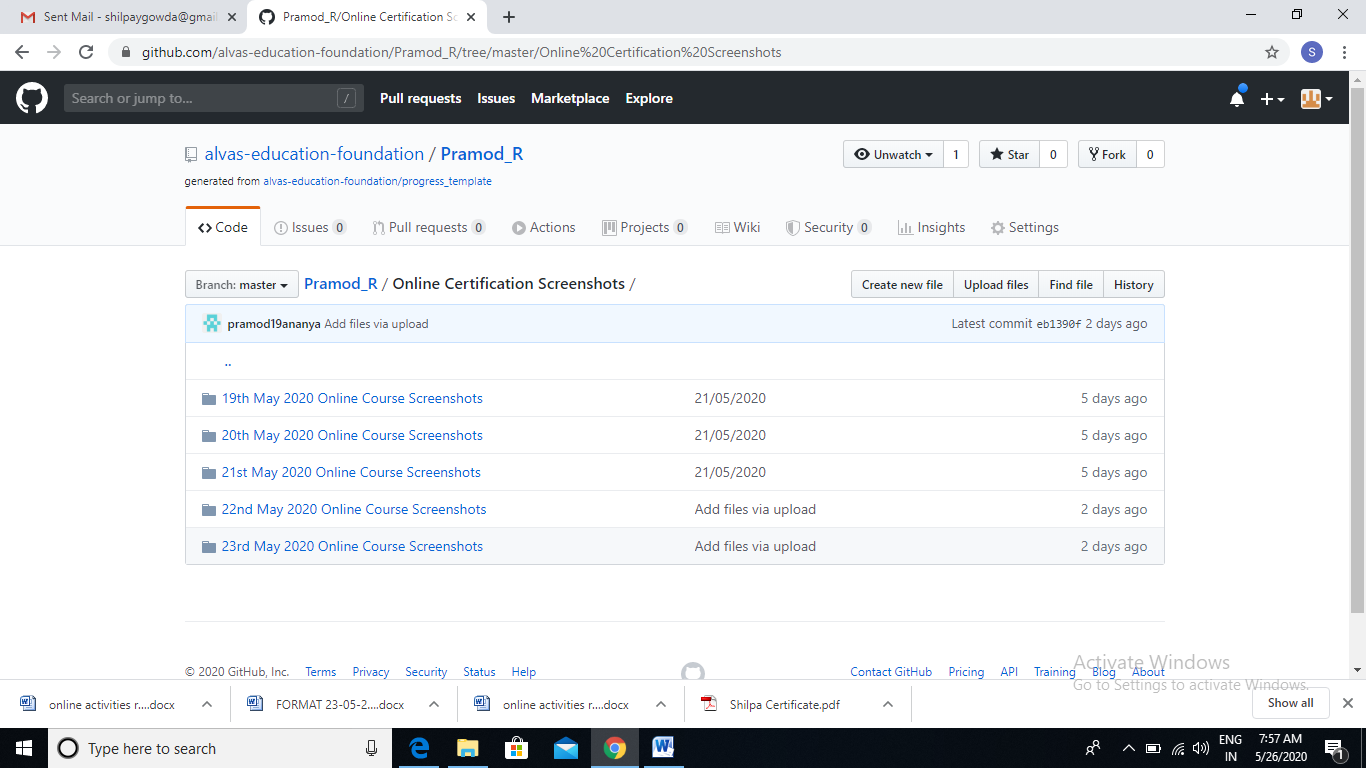 Sent Mail - shilpaygowda@gmai
Pramod_R/Online Certification Sc
github.com/alvas-education-foundation/Pramod_R/tree/master/Online%20Certification%20Screenshots
S
Search or jump to...
/
Pull requests Issues Marketplace Explore
alvas-education-foundation / Pramod_R
Unwatch 1 Star 0 Fork 0
generated from alvas-education-foundation/progress_template
Code Issues 0 Pull requests 0 Actions Projects 0 Wiki Security 0 Insights Settings
Branch: master Pramod_R / Online Certification Screenshots /
Create new file Upload files Find file History
pramod19ananya Add files via upload Latest commit eb1390f 2 days ago
..
19th May 2020 Online Course Screenshots 21/05/2020 5 days ago
20th May 2020 Online Course Screenshots 21/05/2020 5 days ago
21st May 2020 Online Course Screenshots 21/05/2020 5 days ago
22nd May 2020 Online Course Screenshots Add files via upload 2 days ago
23rd May 2020 Online Course Screenshots Add files via upload 2 days ago
© 2020 GitHub, Inc. Terms Privacy Security Status Help Contact GitHub Pricing API Training Blog About
Activate Windows
Go to Settings to activate Windows.
online activities r....docx FORMAT 23-05-2....docx online activities r....docx Shilpa Certificate.pdf Show all
Type here to search
ENG
IN
7:57 AM
5/26/2020
1